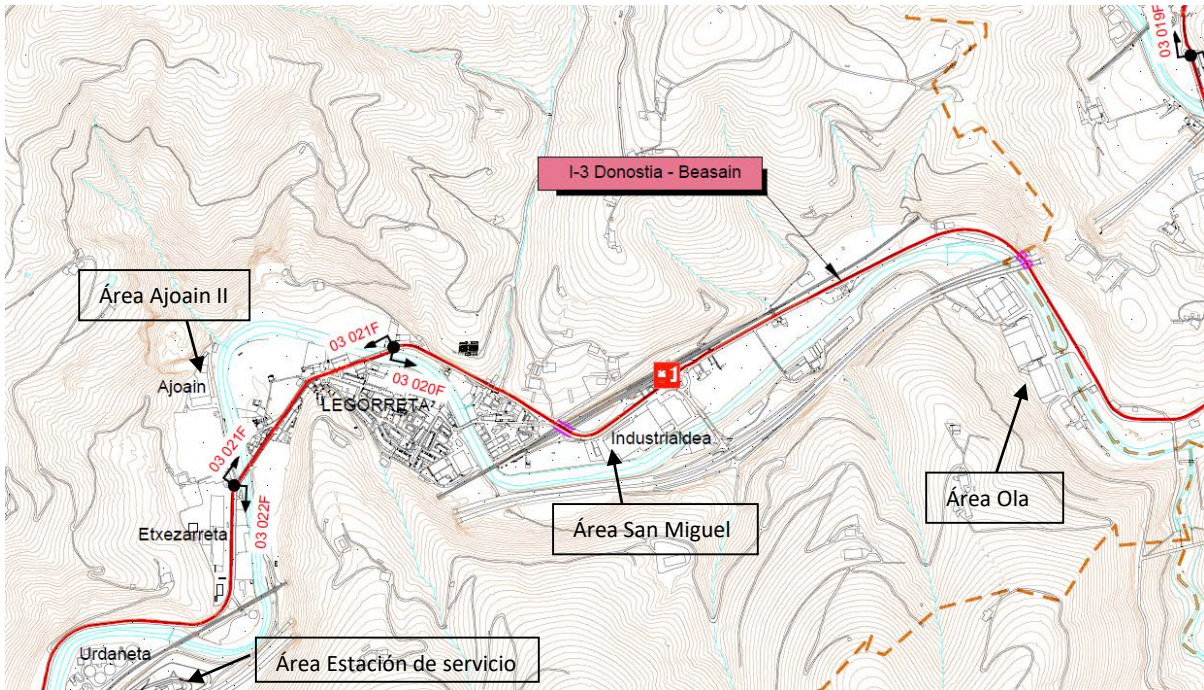 03 019F
I-3 Donostia - Beasain
Área Ajoain II
03 021F
Ajoain
03 020F
LEGORRETA
Industrialdea
03 021F
Área Ola
Área San Miguel
03 022F
Etxezarreta
Urdañeta
Área Estación de servicio